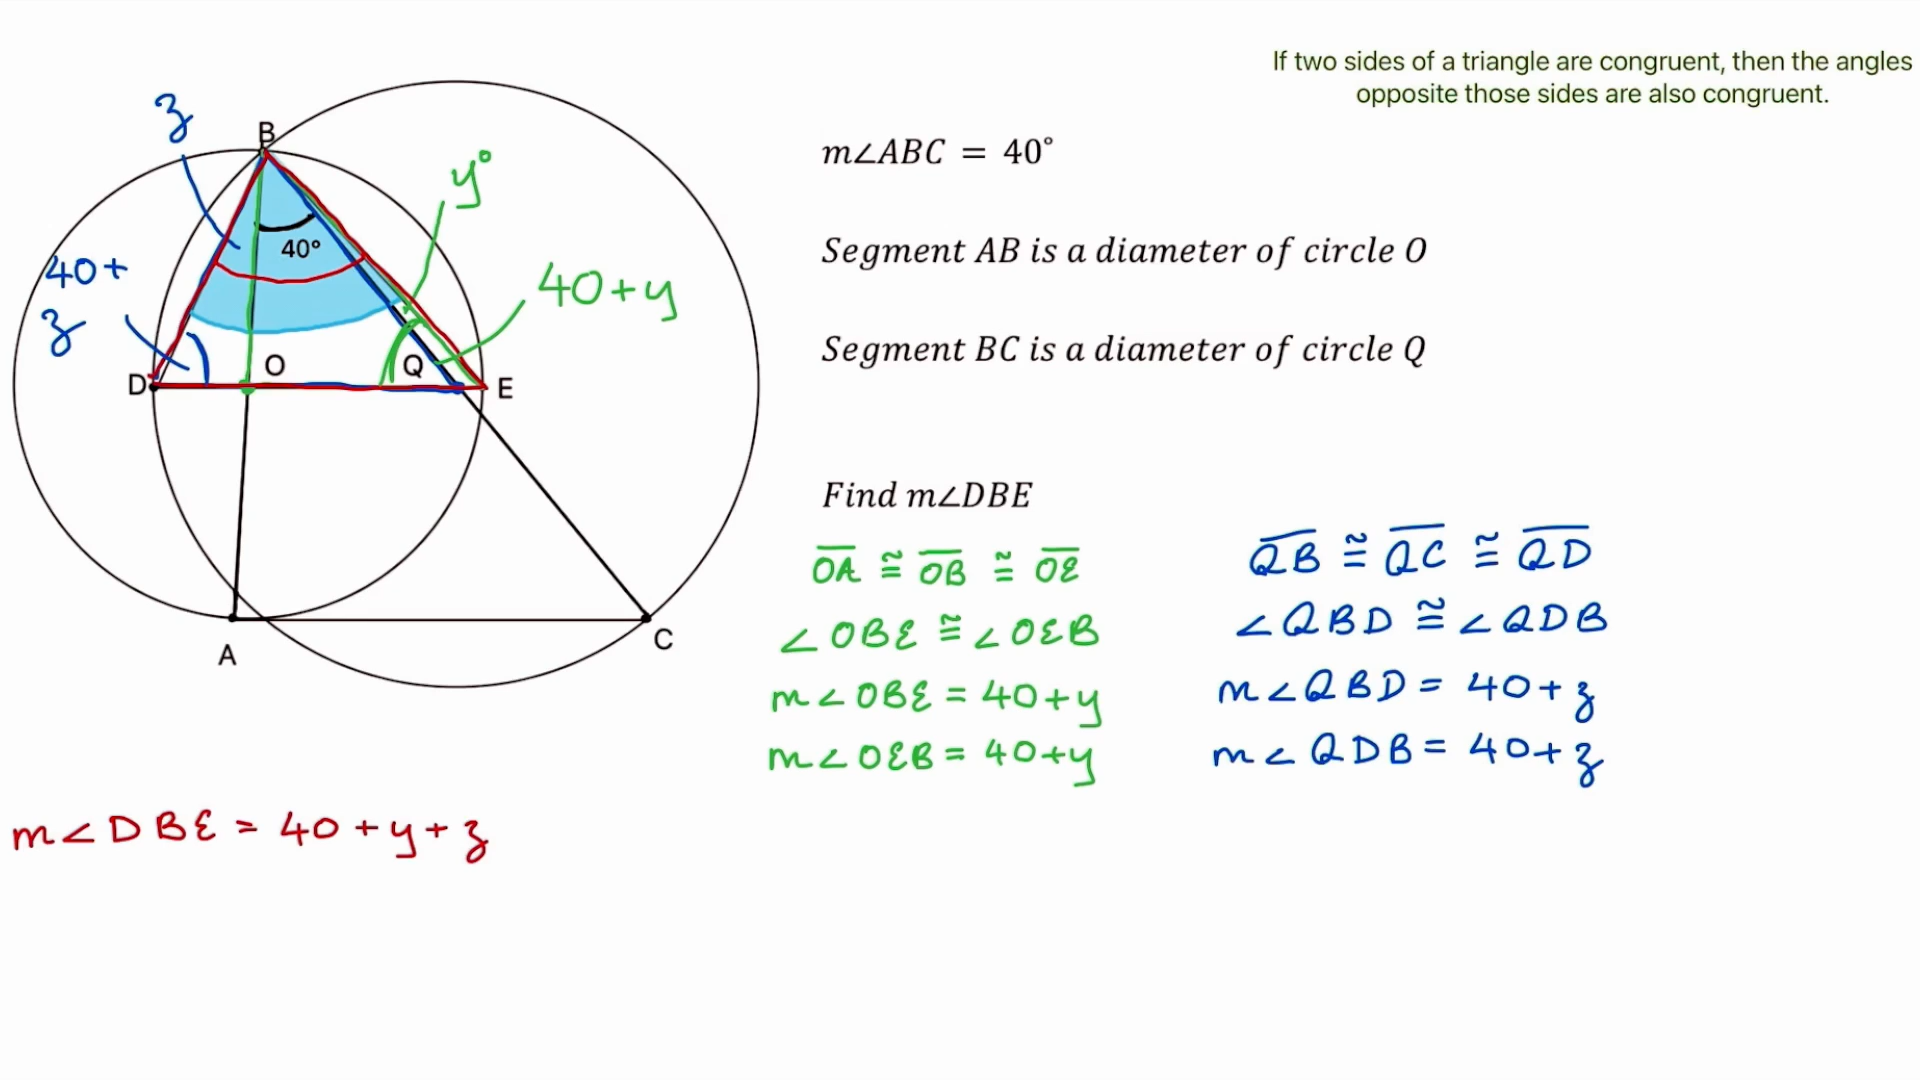 If two sides of a triangle are congruent, then the angles
opposite those sides are also congruent.
m∠ABC = 40°
Segment AB is a diameter of circle O
Segment BC is a diameter of circle Q
Find m∠DBE
z
B
y°
40°
40+
z
40+y
D
O
Q
E
A
C
OA ≅ OB ≅ OE
∠OBE ≅ ∠OEB
m∠OBE = 40+y
m∠OEB = 40+y
QB ≅ QC ≅ QD
∠QBD ≅ ∠QDB
m∠QBD = 40+z
m∠QDB = 40+z
m∠DBE = 40+y+z